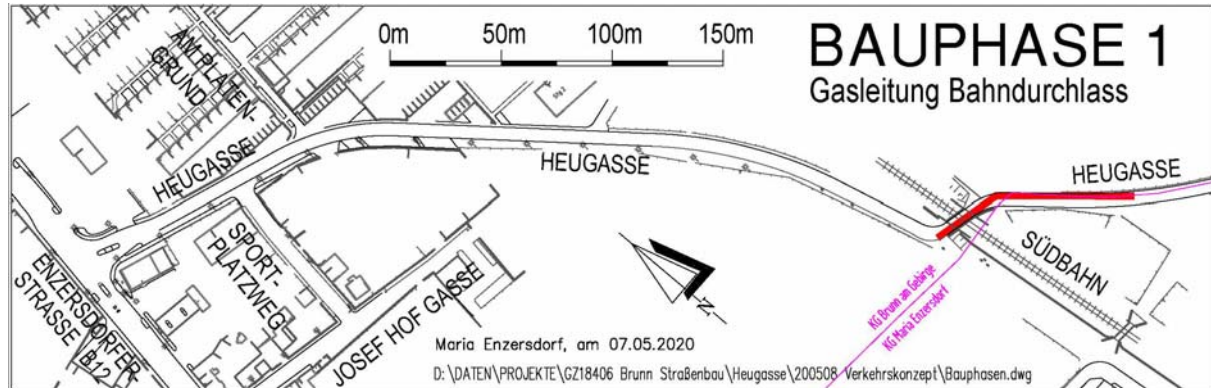 0m 50m 100m 150m
BAUPHASE 1
Gasleitung Bahndurchlass
AM PLATEN-
GRUND
HEUGASSE
HEUGASSE
HEUGASSE
SÜDBAHN
SPORT-
PLATZWEG
ENZERSDORFER-
STRASSE B12
JOSEF HOF GASSE
-N-
KG Brunn am Gebirge
KG Maria Enzersdorf
Maria Enzersdorf, am 07.05.2020
D:\DATEN\PROJEKTE\GZ18406 Brunn Straßenbau\Heugasse\200508 Verkehrskonzept\Bauphasen.dwg